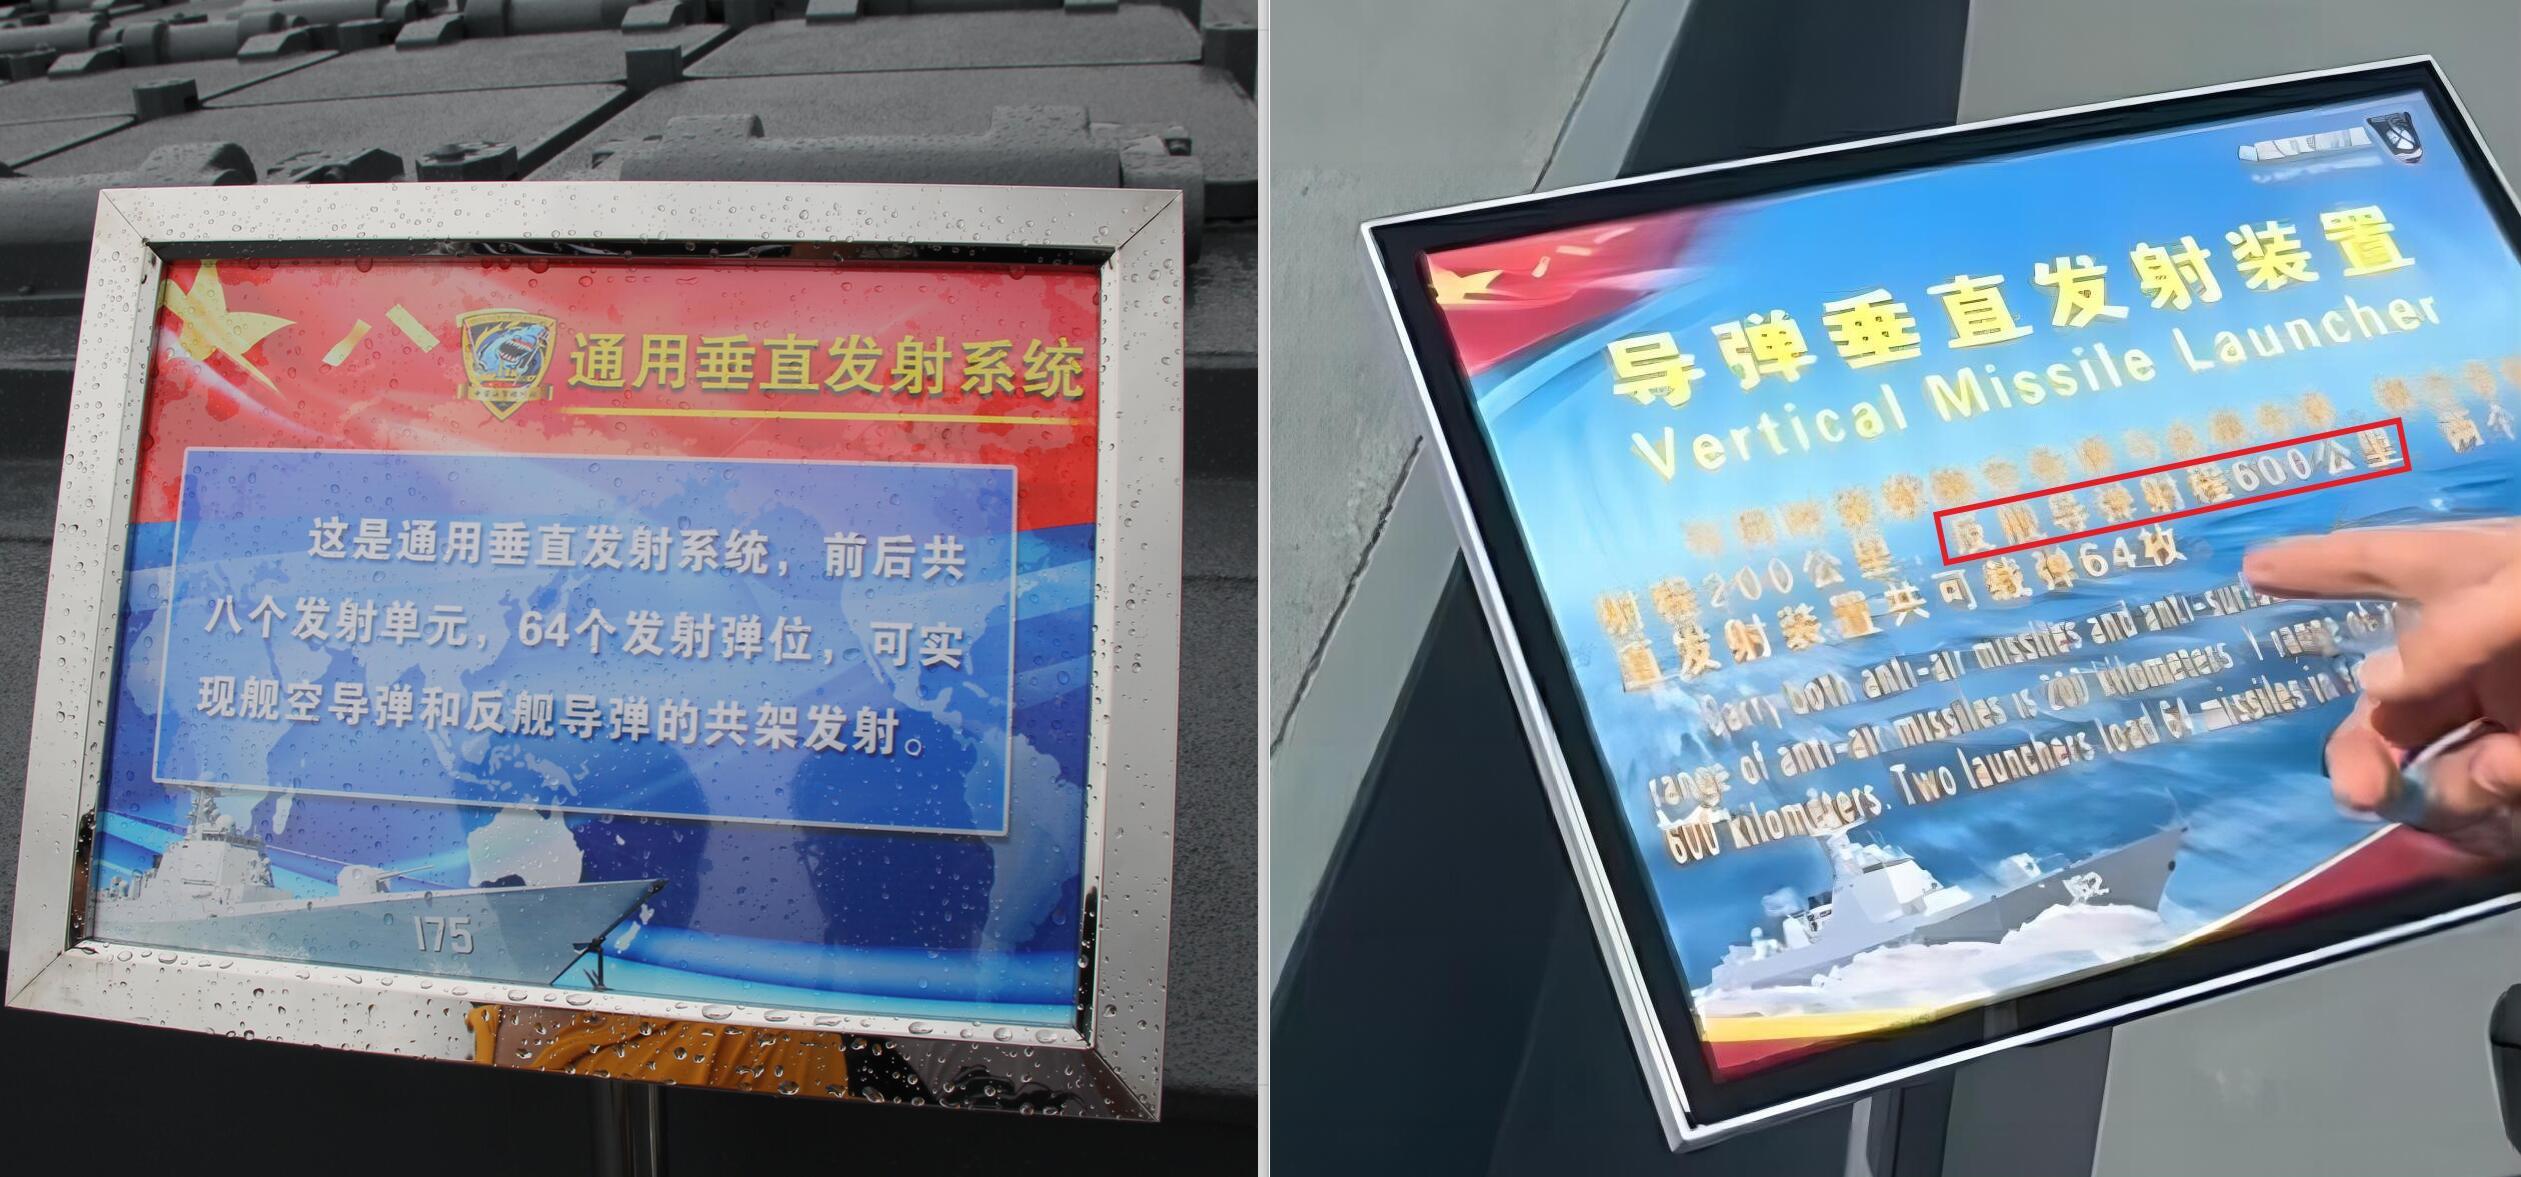 通用垂直发射系统
这是通用垂直发射系统，前后共
八个发射单元，64个发射弹位，可实
现舰空导弹和反舰导弹的共架发射。
175
导弹垂直发射装置
Vertical Missile Launcher
射程200公里 反舰导弹射程600公里 两个
直发射装置共可载弹64枚
Carry both anti-air missiles and anti-
range of anti-air missiles is 200 kilometers
600 kilometers. Two launchers load 64 missiles in
152